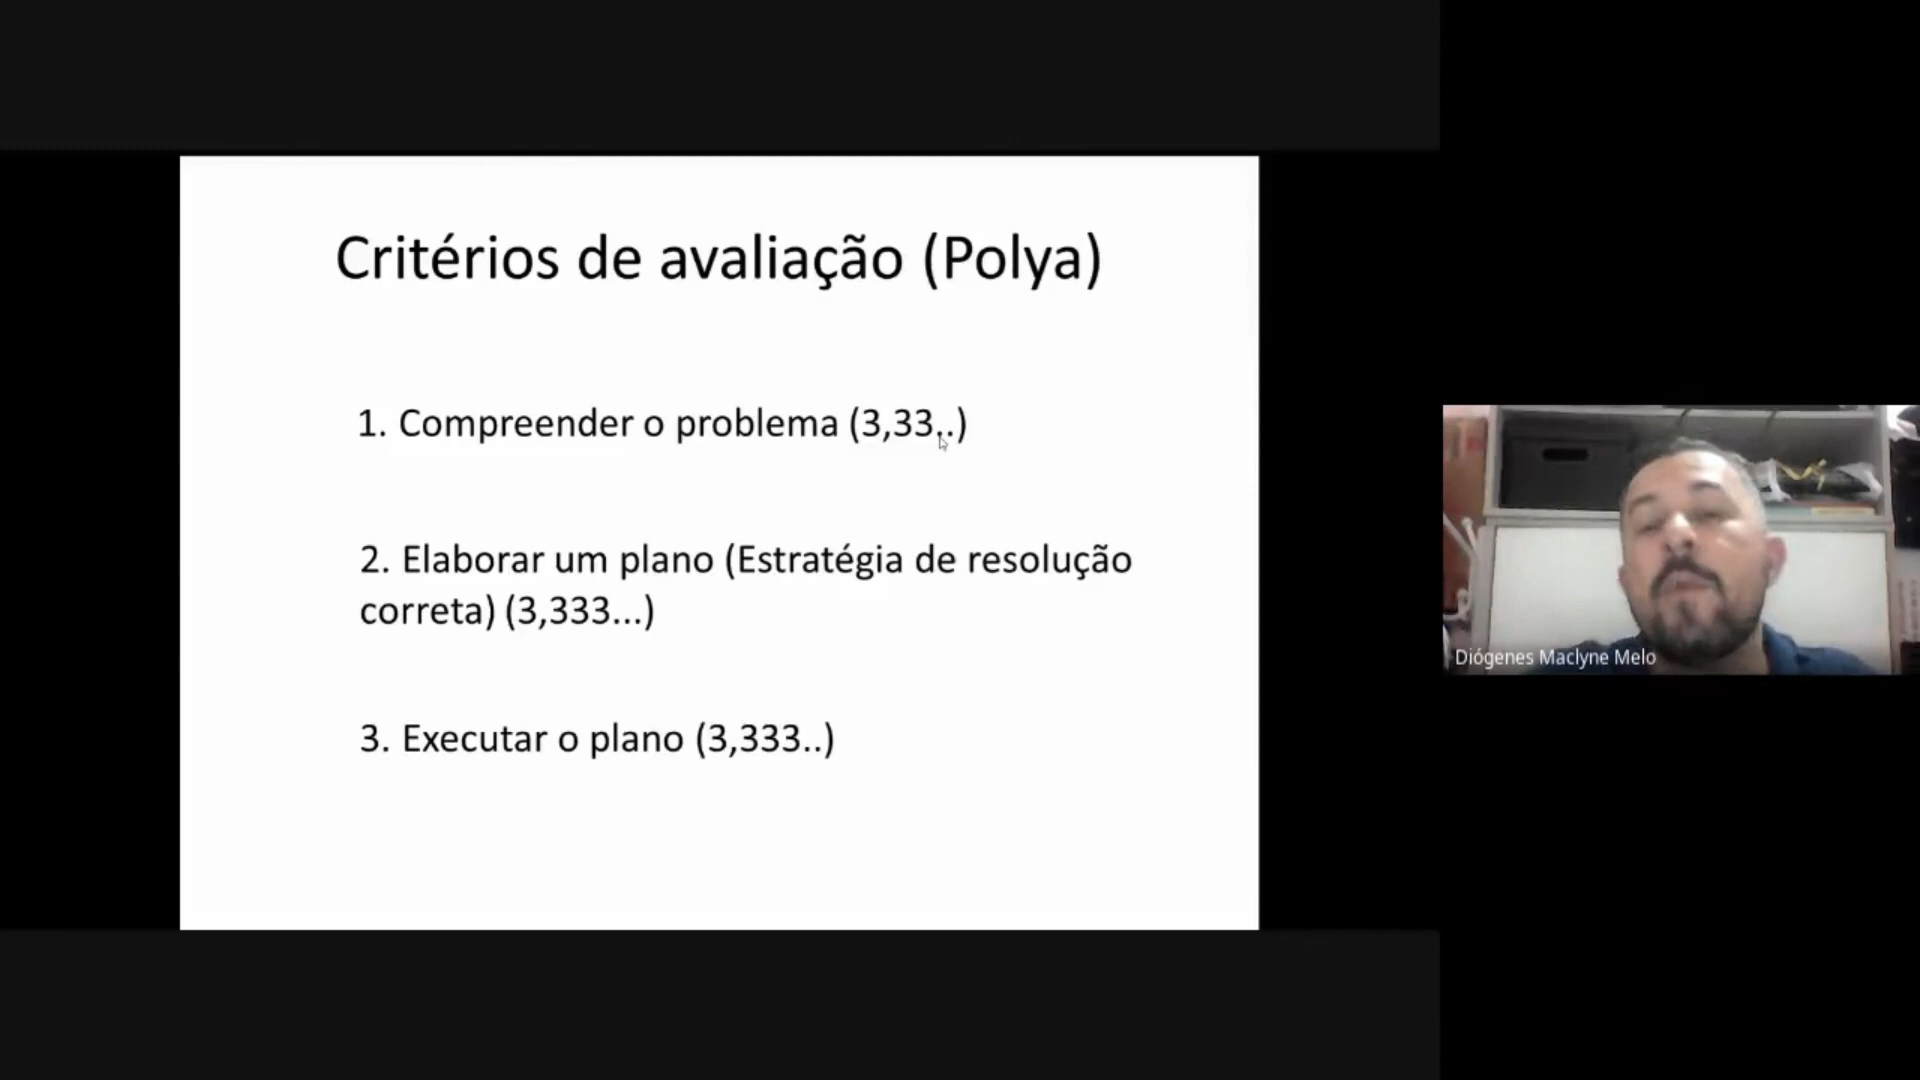 Critérios de avaliação (Polya)
1. Compreender o problema (3,33..)
2. Elaborar um plano (Estratégia de resolução
correta) (3,333...)
3. Executar o plano (3,333..)
Diógenes Maclyne Melo